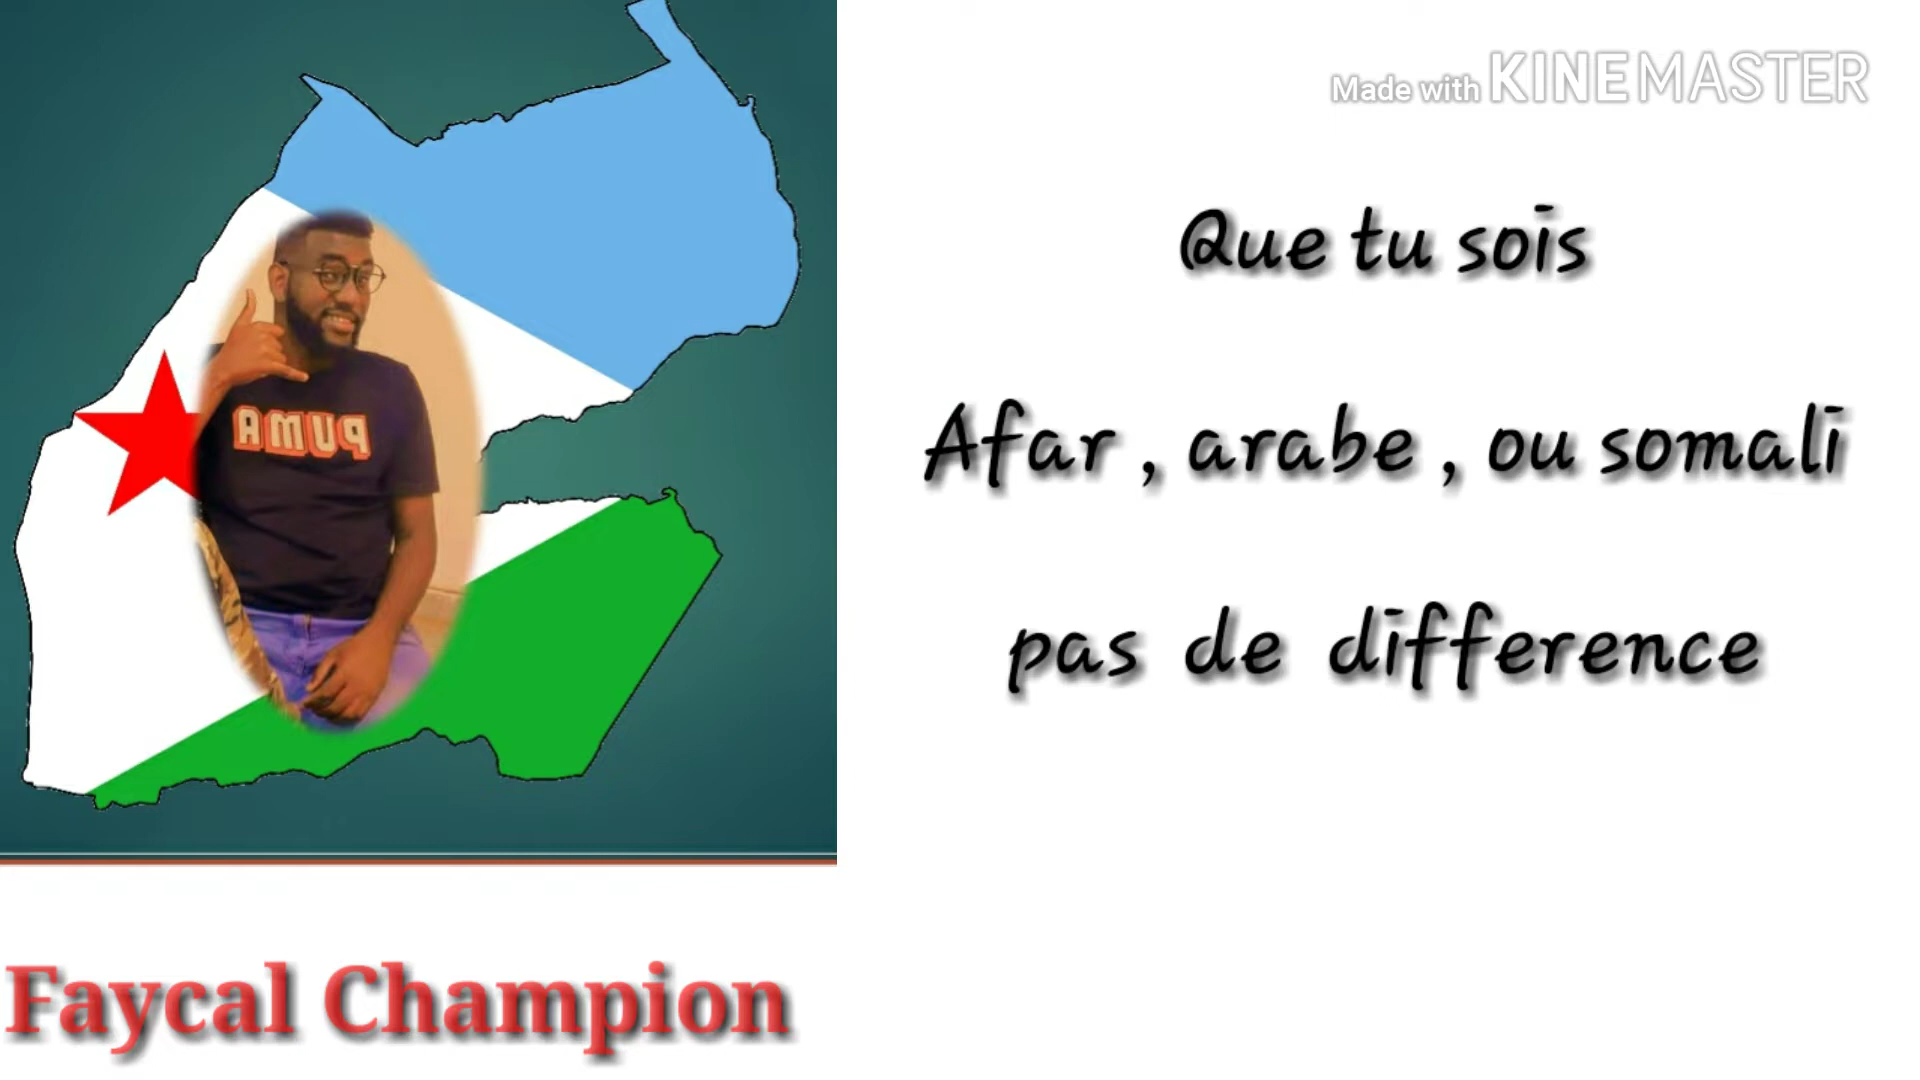 Made with KINEMASTER
Que tu sois
Afar , arabe , ou somali
pas de difference
PUMA
Faycal Champion